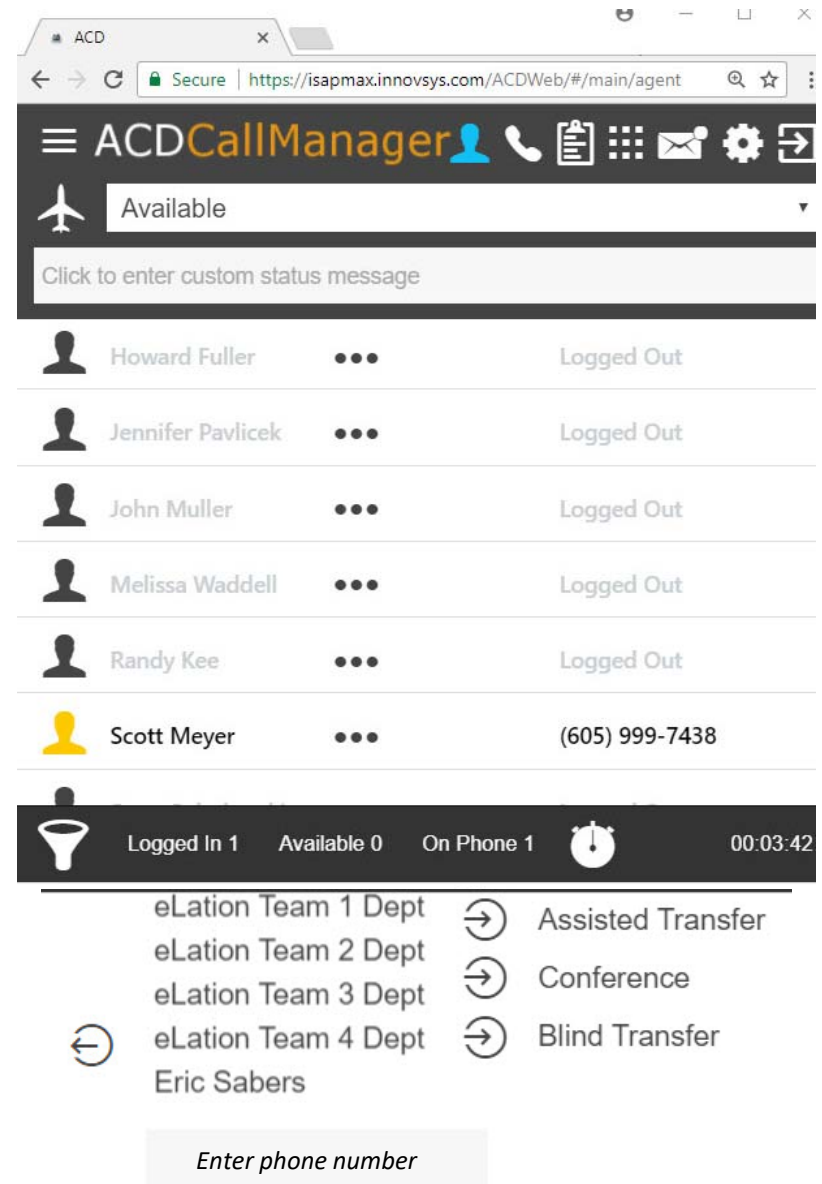 ACD
Secure | https://isapmax.innovsys.com/ACDWeb/#/main/agent
ACDCallManager
Available
Click to enter custom status message
Howard Fuller ••• Logged Out
Jennifer Pavlicek ••• Logged Out
John Muller ••• Logged Out
Melissa Waddell ••• Logged Out
Randy Kee ••• Logged Out
Scott Meyer ••• (605) 999-7438
Logged In 1 Available 0 On Phone 1 00:03:42
eLation Team 1 Dept
eLation Team 2 Dept
eLation Team 3 Dept
eLation Team 4 Dept
Eric Sabers
Assisted Transfer
Conference
Blind Transfer
Enter phone number